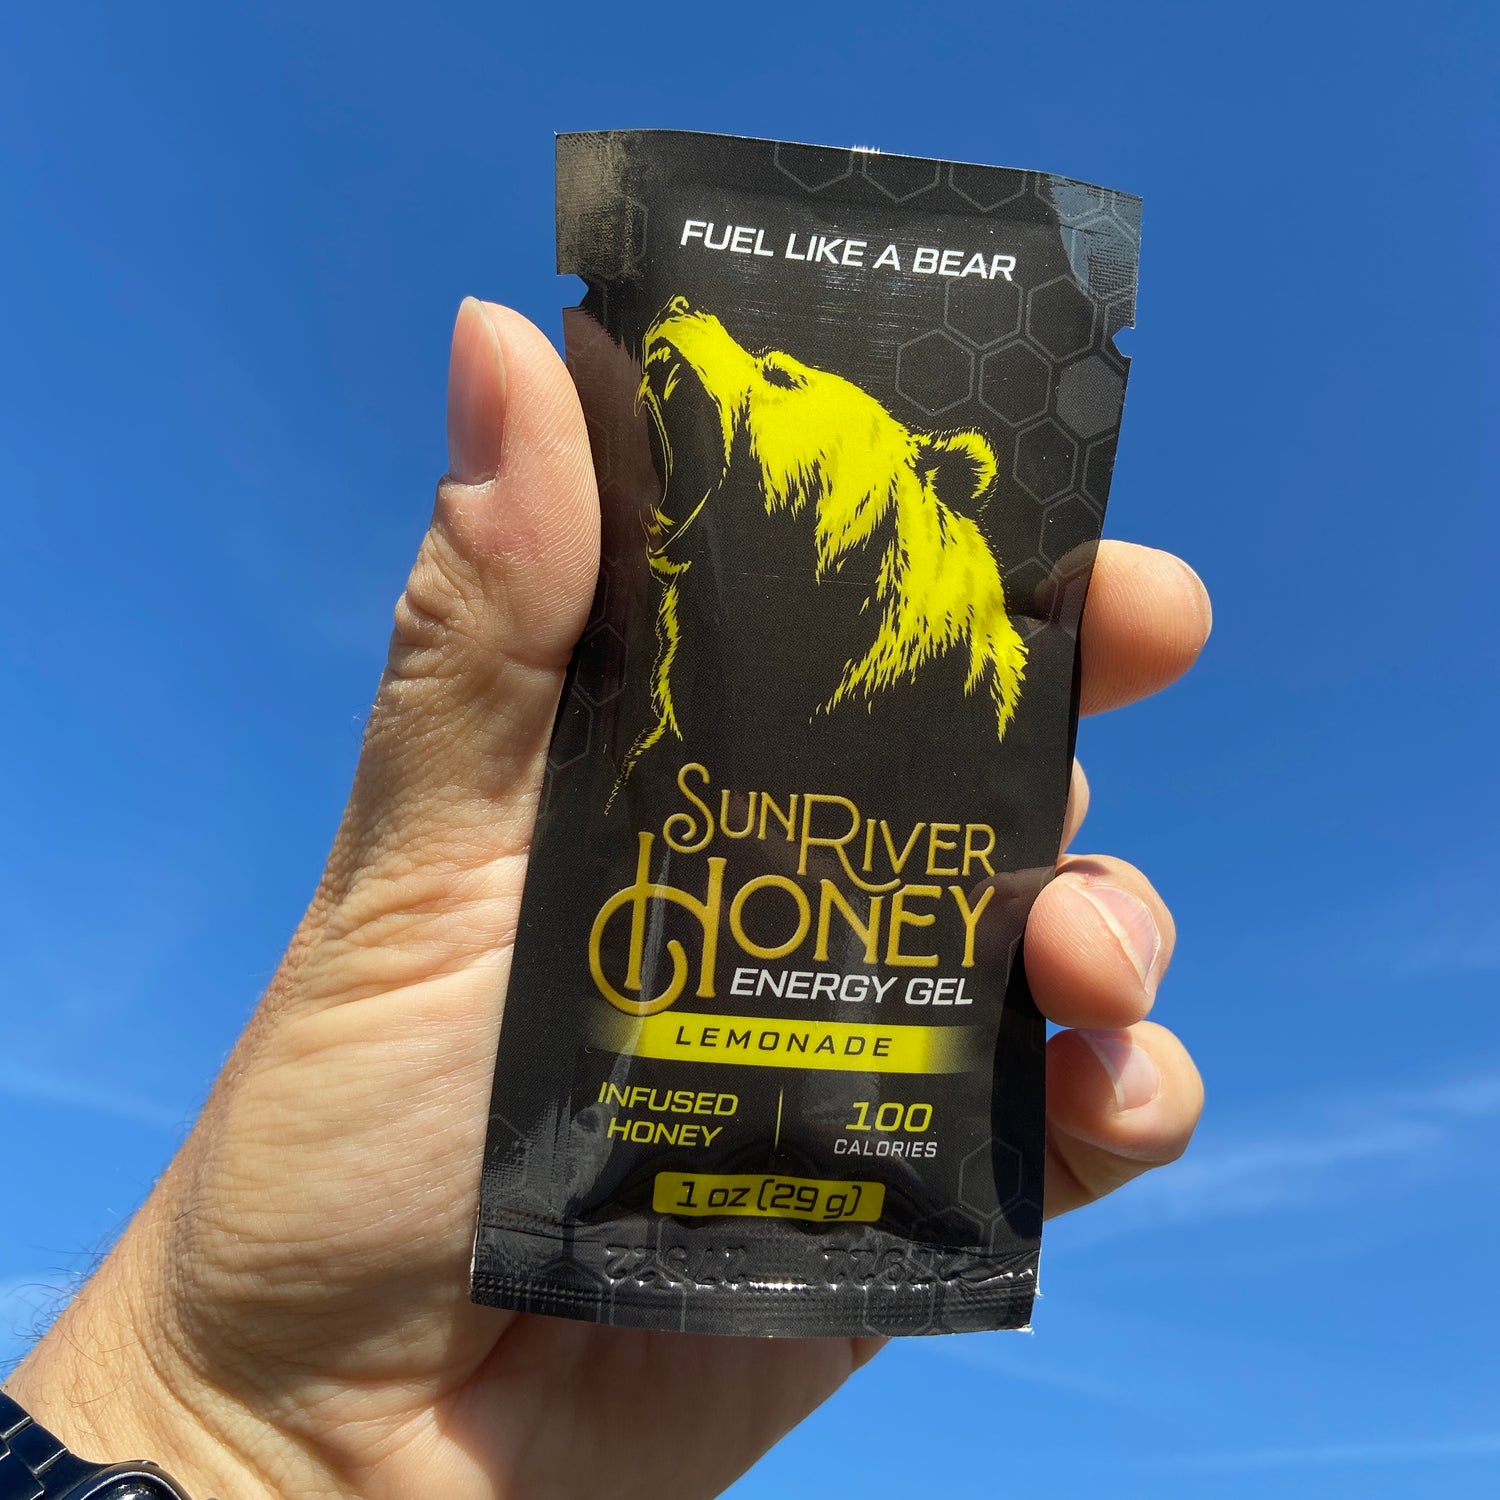 FUEL LIKE A BEAR
SUNRIVER
HONEY
ENERGY GEL
LEMONADE
INFUSED
HONEY
100
CALORIES
1 oz (29 g)